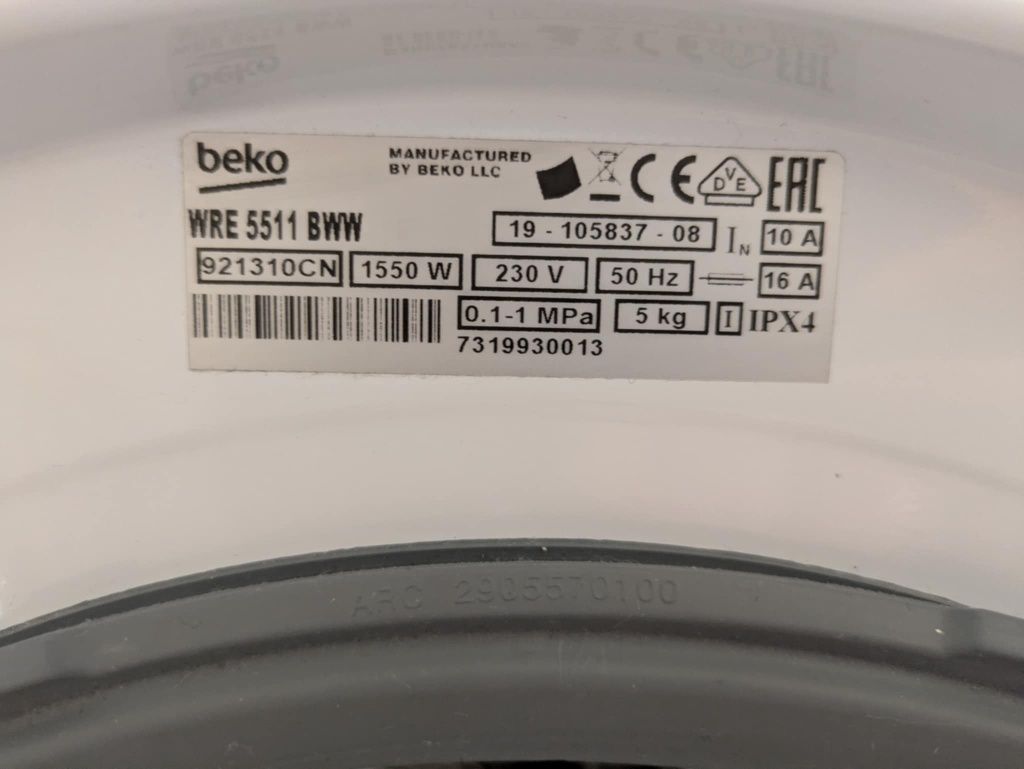 beko
MANUFACTURED
BY BEKO LLC
CE
DVE
EAC
WRE 5511 BWW
19 - 105837 - 08
IN
10 A
921310CN
1550 W
230 V
50 Hz
16 A
0.1-1 MPa
5 kg
I
IPX4
7319930013
ARC 2905570100